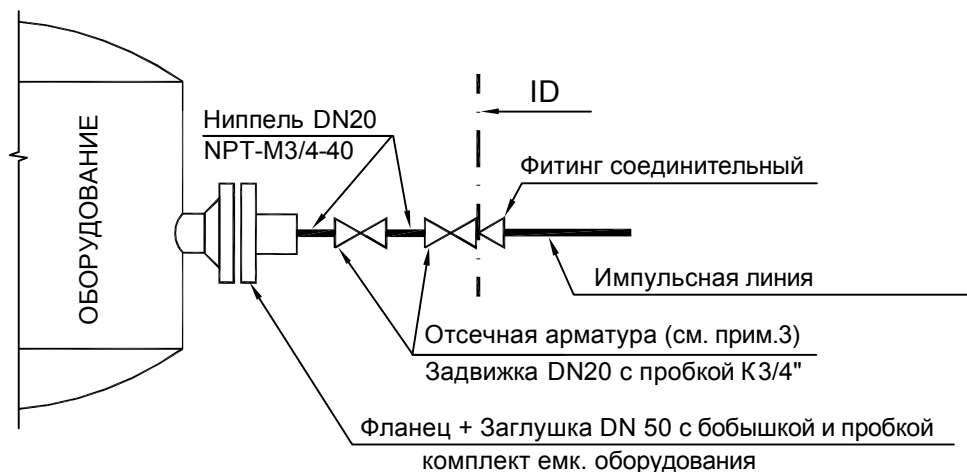 ID
Ниппель DN20
NPT-М3/4-40
Фитинг соединительный
ОБОРУДОВАНИЕ
Импульсная линия
Отсечная арматура (см. прим.3)
Задвижка DN20 с пробкой К3/4"
Фланец + Заглушка DN 50 с бобышкой и пробкой
комплект емк. оборудования